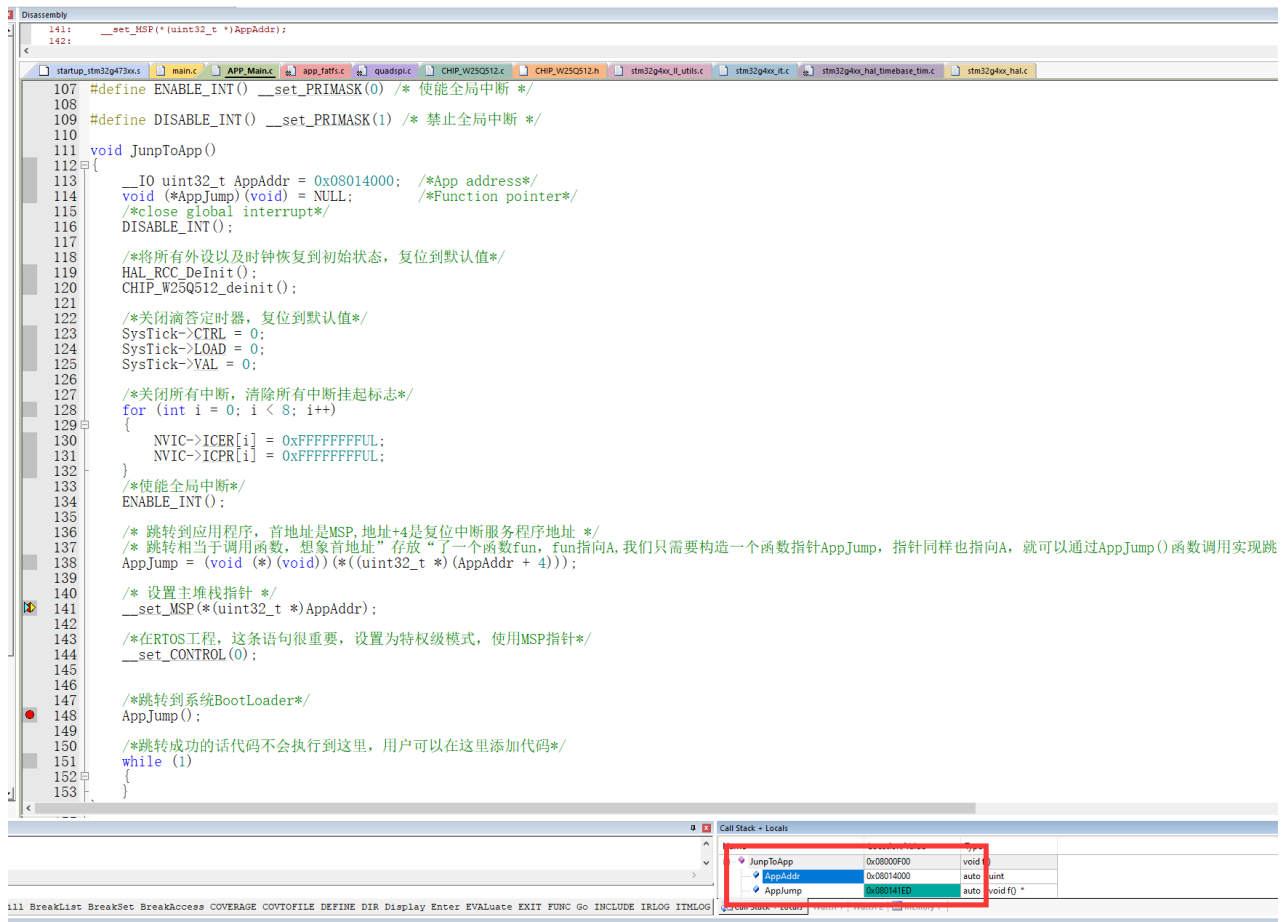 Disassembly
141: __set_MSP(*(uint32_t *)AppAddr);
142:
startup_stm32g473xx.s main.c APP_Main.c app_fatfs.c quadspi.c CHIP_W25Q512.c CHIP_W25Q512.h stm32g4xx_ll_utils.c stm32g4xx_it.c stm32g4xx_hal_timebase_tim.c stm32g4xx_hal.c
107 #define ENABLE_INT() __set_PRIMASK(0) /* 使能全局中断 */
108
109 #define DISABLE_INT() __set_PRIMASK(1) /* 禁止全局中断 */
110
111 void JunpToApp()
112 {
113 __IO uint32_t AppAddr = 0x08014000; /*App address*/
114 void (*AppJump)(void) = NULL; /*Function pointer*/
115 /*close global interrupt*/
116 DISABLE_INT();
117
118 /*将所有外设以及时钟恢复到初始状态，复位到默认值*/
119 HAL_RCC_DeInit();
120 CHIP_W25Q512_deinit();
121
122 /*关闭滴答定时器，复位到默认值*/
123 SysTick->CTRL = 0;
124 SysTick->LOAD = 0;
125 SysTick->VAL = 0;
126
127 /*关闭所有中断，清除所有中断挂起标志*/
128 for (int i = 0; i < 8; i++)
129 {
130 NVIC->ICER[i] = 0xFFFFFFFFUL;
131 NVIC->ICPR[i] = 0xFFFFFFFFUL;
132 }
133 /*使能全局中断*/
134 ENABLE_INT();
135
136 /* 跳转到应用程序，首地址是MSP,地址+4是复位中断服务程序地址 */
137 /* 跳转相当于调用函数，想象首地址”存放“了一个函数fun，fun指向A,我们只需要构造一个函数指针AppJump，指针同样也指向A，就可以通过AppJump()函数调用实现跳
138 AppJump = (void (*)(void))(*((uint32_t *)(AppAddr + 4)));
139
140 /* 设置主堆栈指针 */
141 __set_MSP(*(uint32_t *)AppAddr);
142
143 /*在RTOS工程，这条语句很重要，设置为特权级模式，使用MSP指针*/
144 __set_CONTROL(0);
145
146
147 /*跳转到系统BootLoader*/
148 AppJump();
149
150 /*跳转成功的话代码不会执行到这里，用户可以在这里添加代码*/
151 while (1)
152 {
153 }
Call Stack + Locals
JunpToApp 0x08000F00 void f()
AppAddr 0x08014000 auto uint
AppJump 0x080141ED auto void f() *
ill BreakList BreakSet BreakAccess COVERAGE COVTOFILE DEFINE DIR Display Enter EVALuate EXIT FUNC Go INCLUDE IRLOG ITMLOG